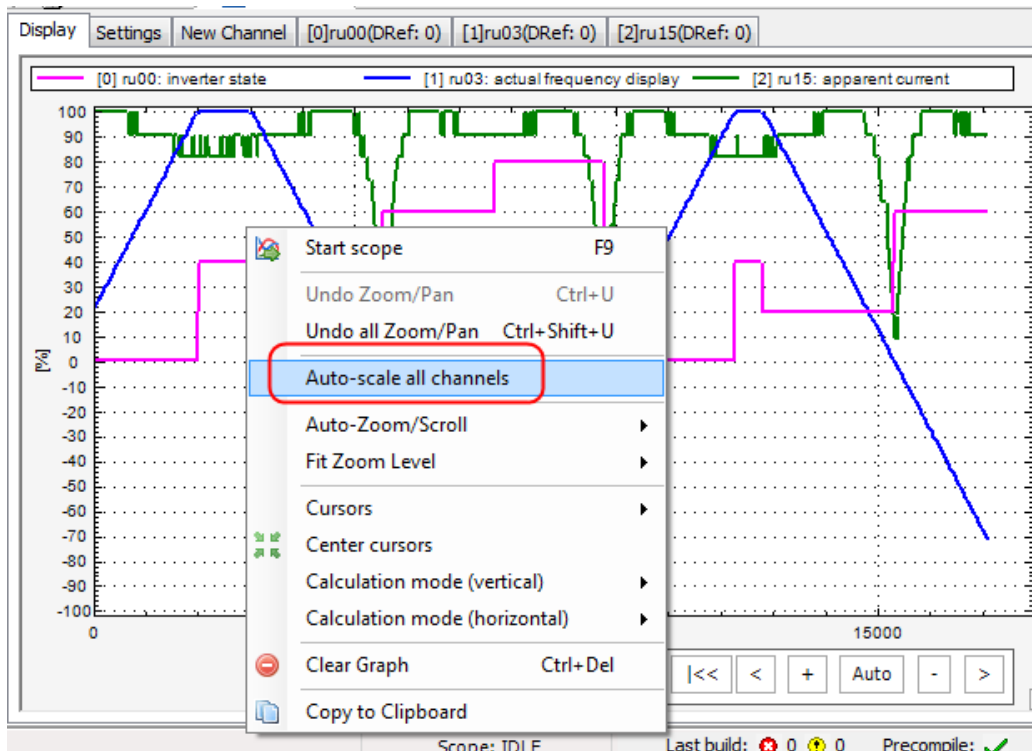 Display Settings New Channel [0]ru00(DRef: 0) [1]ru03(DRef: 0) [2]ru15(DRef: 0)
[0] ru00: inverter state [1] ru03: actual frequency display [2] ru15: apparent current
100
90
80
70
60
50
40
30
20
10
0
-10
-20
-30
-40
-50
-60
-70
-80
-90
-100
[%]
0 15000
Start scope F9
Undo Zoom/Pan Ctrl+U
Undo all Zoom/Pan Ctrl+Shift+U
Auto-scale all channels
Auto-Zoom/Scroll
Fit Zoom Level
Cursors
Center cursors
Calculation mode (vertical)
Calculation mode (horizontal)
Clear Graph Ctrl+Del
Copy to Clipboard
|<< < + Auto - >
Scope: IDLE Last build: 0 0 Precompile: